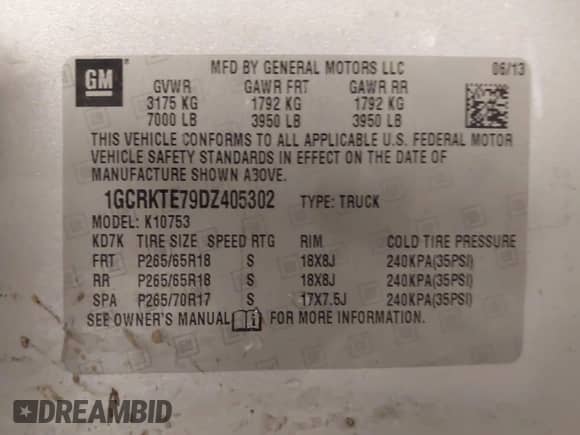 GM
MFD BY GENERAL MOTORS LLC 06/13
GVWR GAWR FRT GAWR RR
3175 KG 1792 KG 1792 KG
7000 LB 3950 LB 3950 LB
THIS VEHICLE CONFORMS TO ALL APPLICABLE U.S. FEDERAL MOTOR
VEHICLE SAFETY STANDARDS IN EFFECT ON THE DATE OF
MANUFACTURE SHOWN ABOVE.
1GCRKTE79DZ405302 TYPE: TRUCK
MODEL: K10753
KD7K TIRE SIZE SPEED RTG RIM COLD TIRE PRESSURE
FRT P265/65R18 S 18X8J 240KPA(35PSI)
RR P265/65R18 S 18X8J 240KPA(35PSI)
SPA P265/70R17 S 17X7.5J 240KPA(35PSI)
SEE OWNER'S MANUAL FOR MORE INFORMATION.
DREAMBID